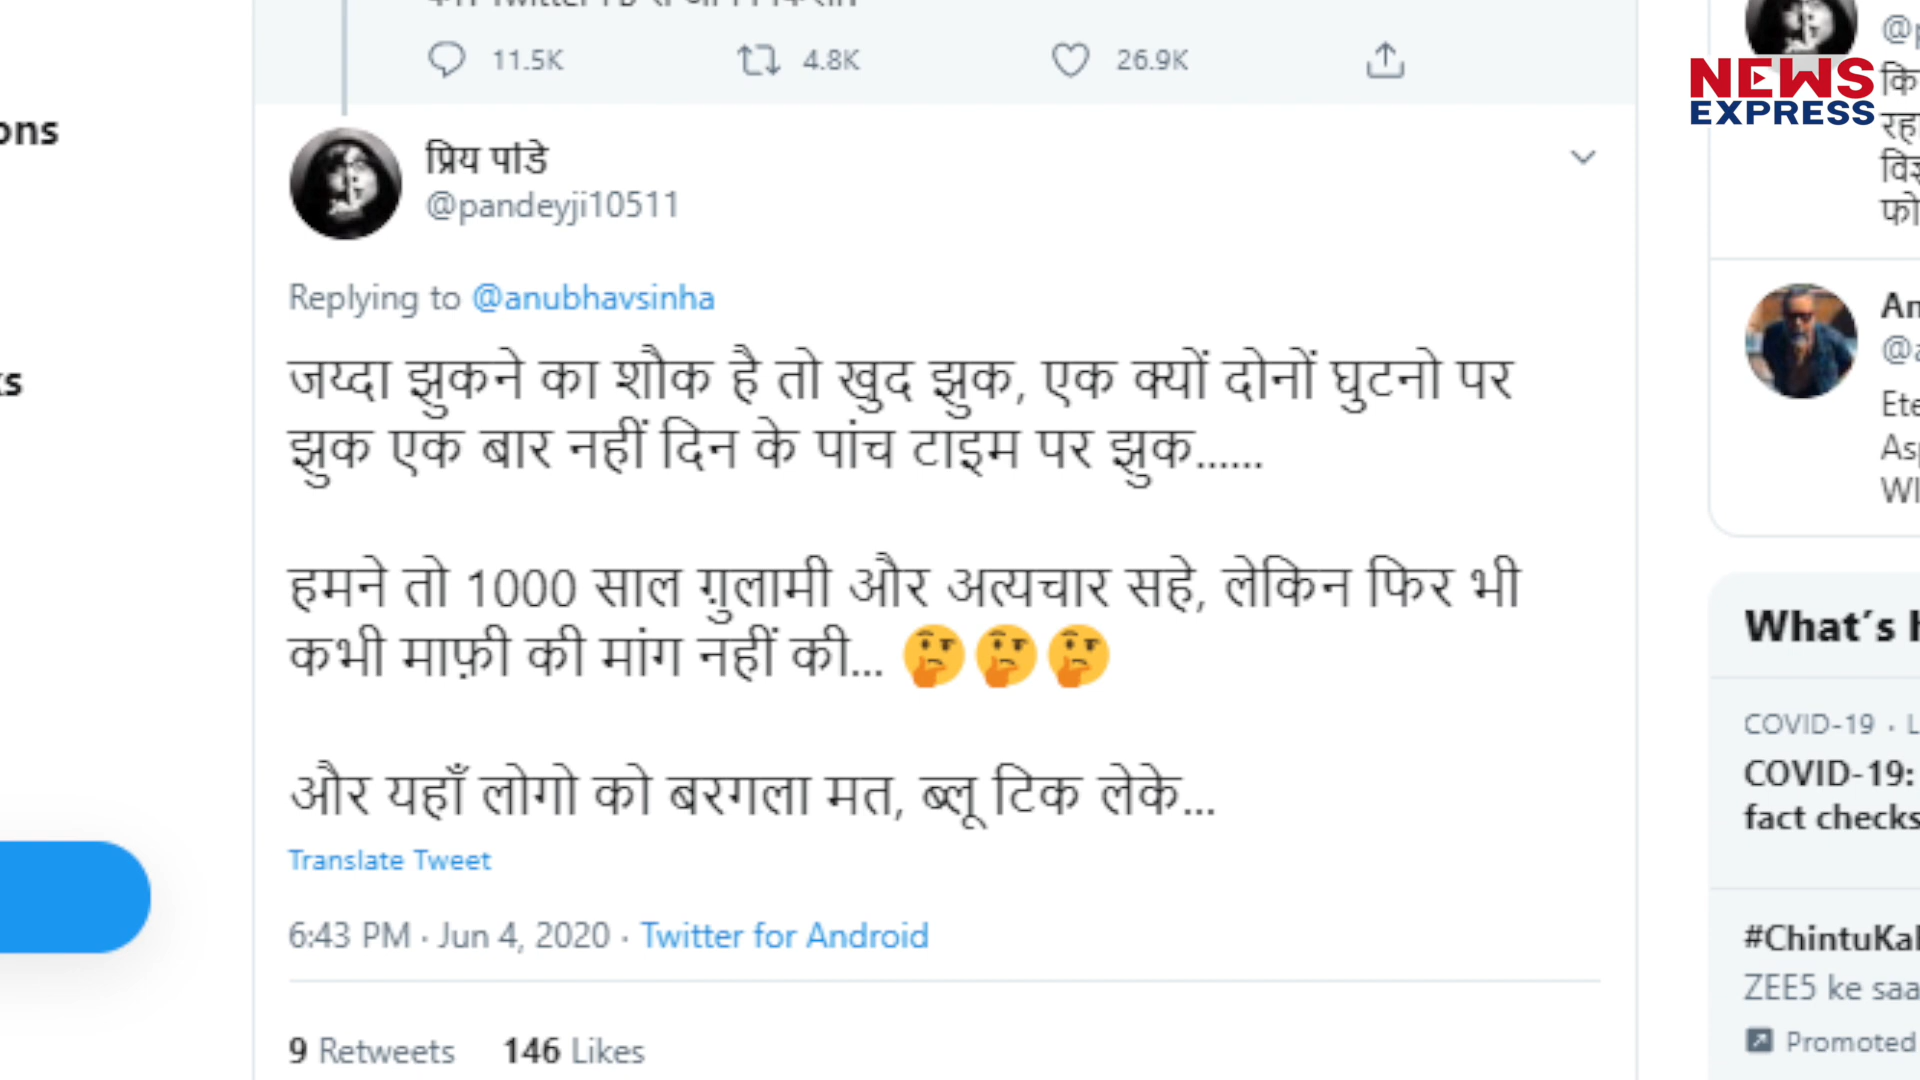 11.5K 4.8K 26.9K
NEWS
EXPRESS
ons
प्रिय पांडे
@pandeyji10511
Replying to @anubhavsinha
जय्दा झुकने का शौक है तो खुद झुक, एक क्यों दोनों घुटनो पर
झुक एक बार नहीं दिन के पांच टाइम पर झुक......
हमने तो 1000 साल ग़ुलामी और अत्यचार सहे, लेकिन फिर भी
कभी माफ़ी की मांग नहीं की... 🤔🤔🤔
और यहाँ लोगो को बरगला मत, ब्लू टिक लेके...
Translate Tweet
6:43 PM · Jun 4, 2020 · Twitter for Android
9 Retweets 146 Likes
What's
COVID-19 ·
COVID-19:
fact checks
#ChintuKa
ZEE5 ke saa
Promoted